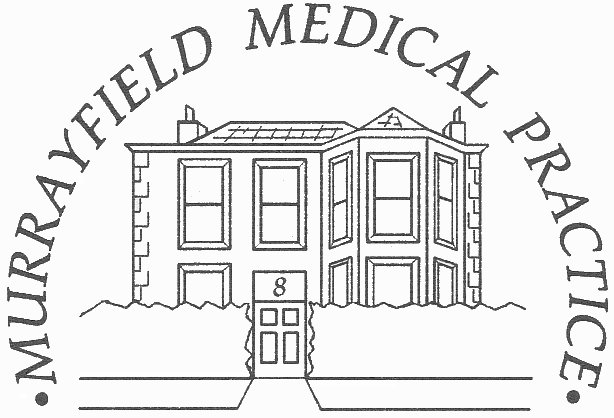 • MURRAYFIELD MEDICAL PRACTICE •
8